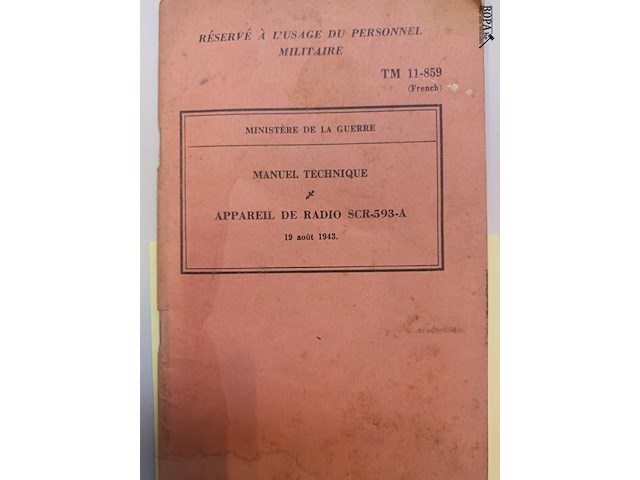 RÉSERVÉ À L'USAGE DU PERSONNEL
MILITAIRE
TM 11-859
(French)
MINISTÈRE DE LA GUERRE
MANUEL TECHNIQUE
APPAREIL DE RADIO SCR-593-A
19 août 1943.
BOPA